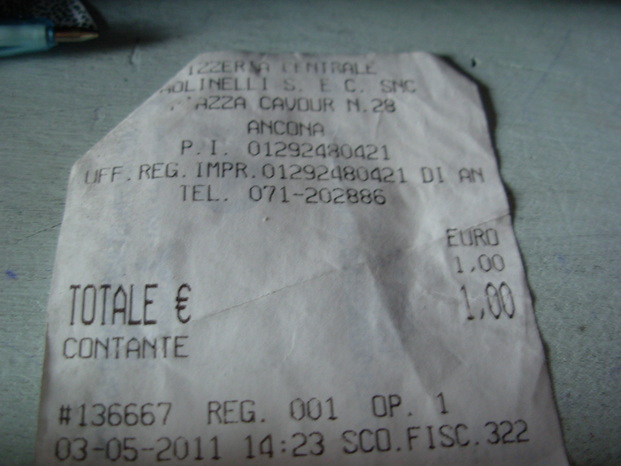 IZZERIA CENTRALE
AOLINELLI S. E C. SNC
AZZA CAVOUR N.28
ANCONA
P.I. 01292480421
UFF.REG.IMPR.01292480421 DI AN
TEL. 071-202886
EURO
1,00
TOTALE € 1,00
CONTANTE
#136667 REG. 001 OP. 1
03-05-2011 14:23 SCO.FISC.322